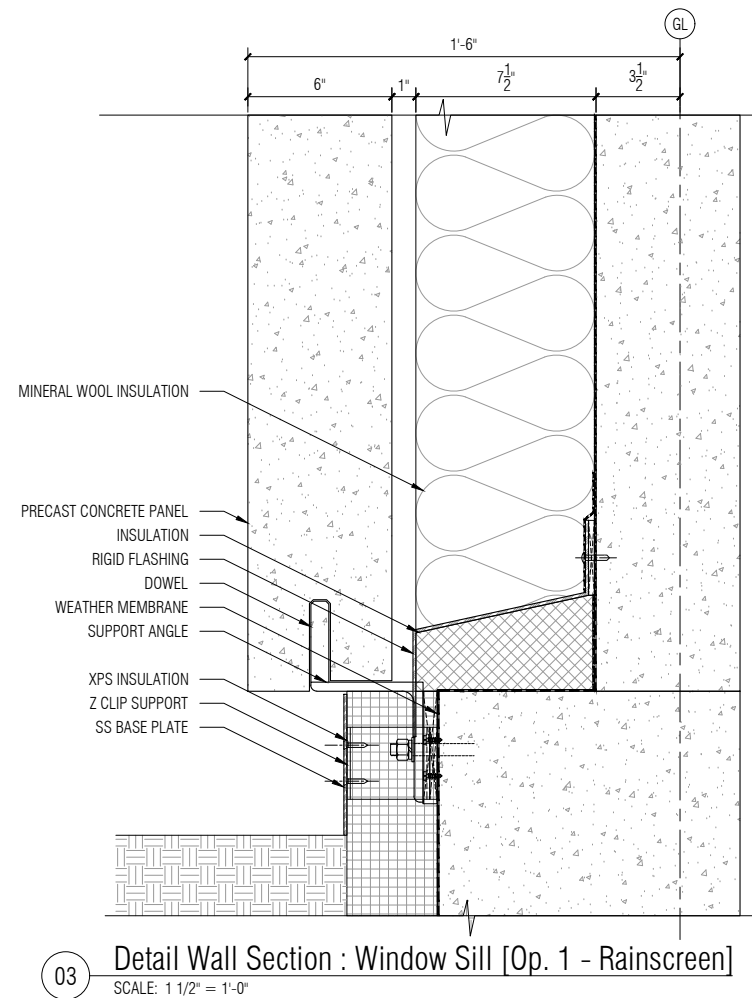 GL
1'-6"
6"
1"
7 1/2"
3 1/2"
MINERAL WOOL INSULATION
PRECAST CONCRETE PANEL
INSULATION
RIGID FLASHING
DOWEL
WEATHER MEMBRANE
SUPPORT ANGLE
XPS INSULATION
Z CLIP SUPPORT
SS BASE PLATE
03
Detail Wall Section : Window Sill [Op. 1 - Rainscreen]
SCALE: 1 1/2" = 1'-0"